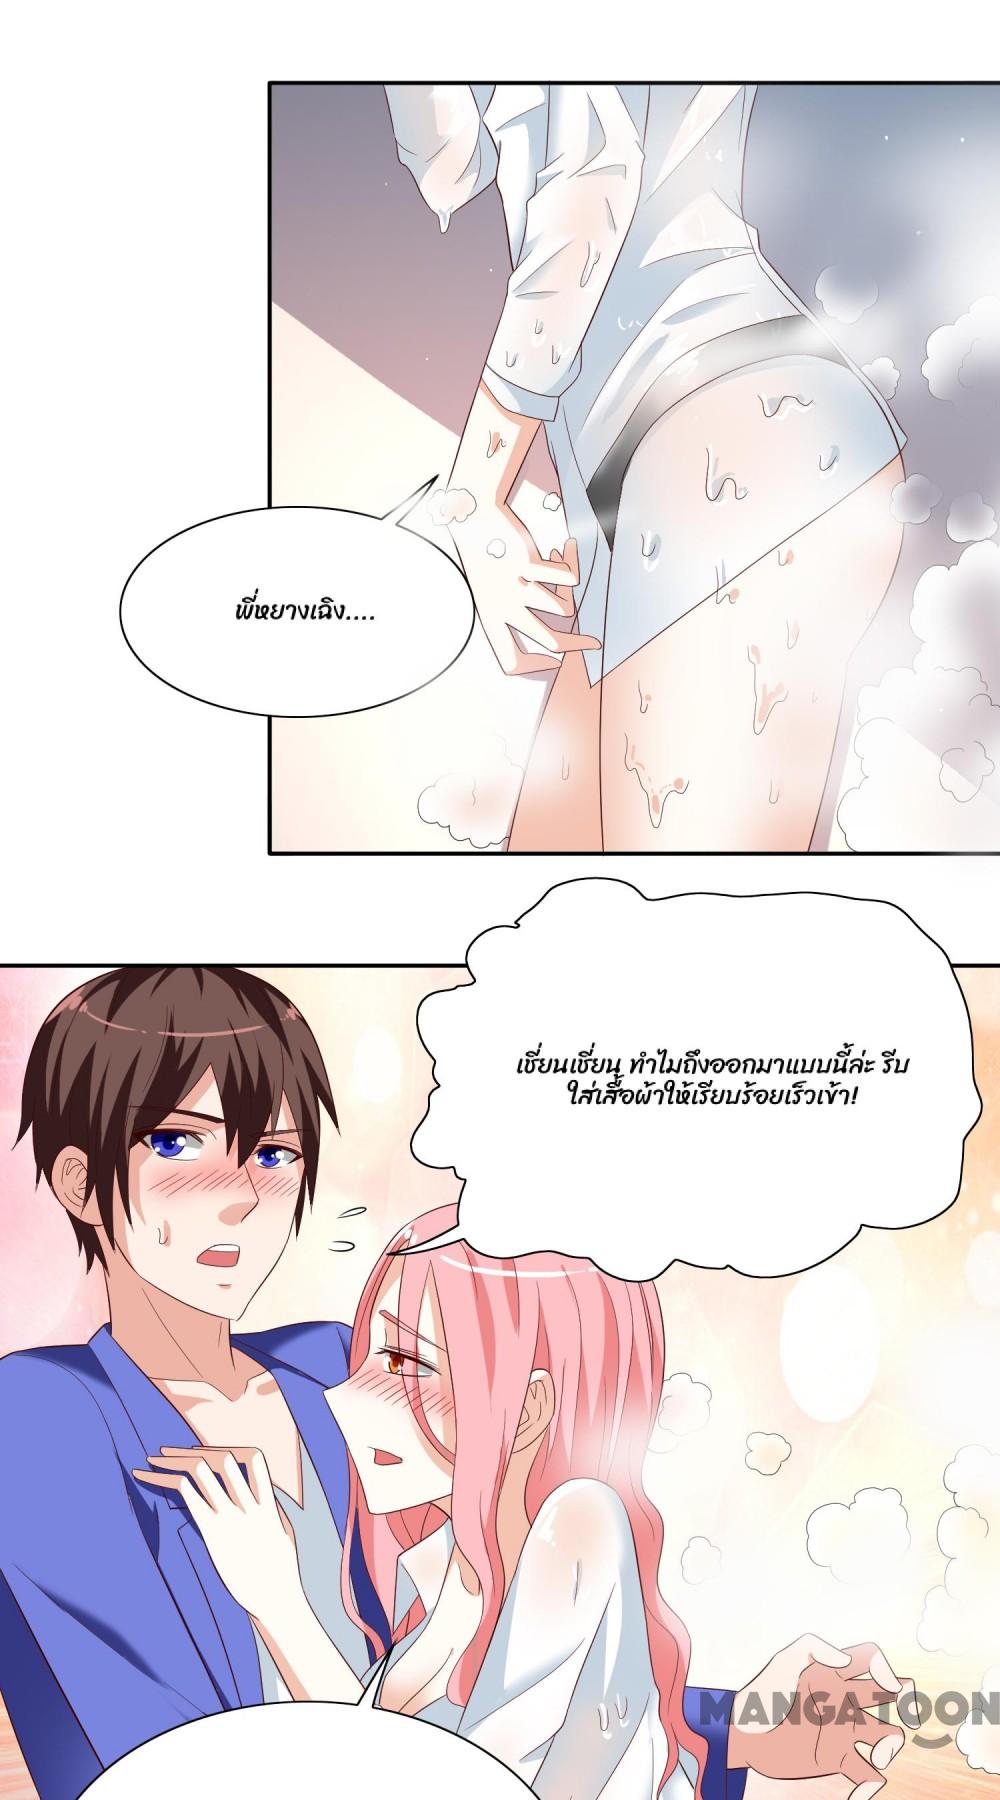 พี่หยางเฉิง....
เชี่ยนเชี่ยน ทำไมถึงออกมาแบบนี้ล่ะ รีบ
ใส่เสื้อผ้าให้เรียบร้อยเร็วเข้า!
MANGATOON